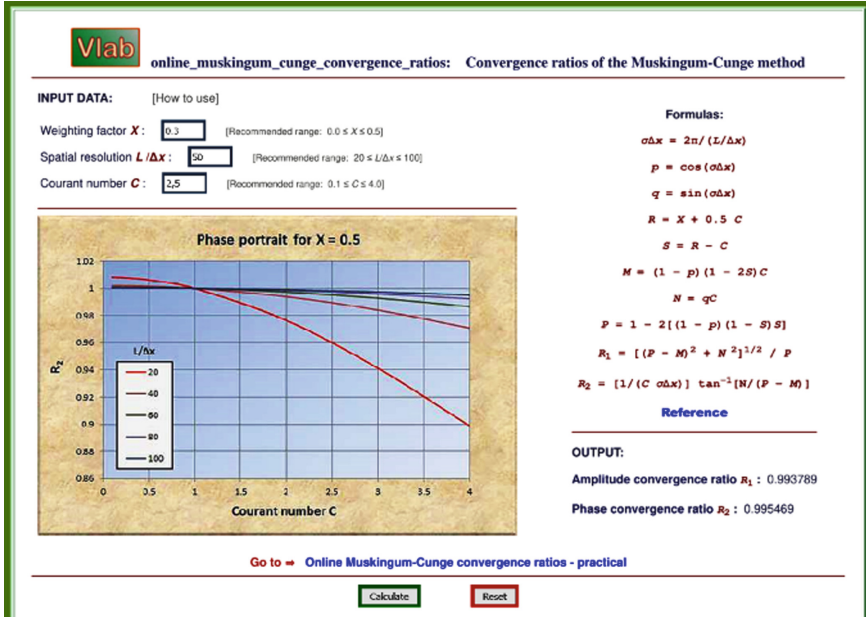 Vlab
online_muskingum_cunge_convergence_ratios: Convergence ratios of the Muskingum-Cunge method
INPUT DATA: [How to use]
Weighting factor X : 0.3 [Recommended range: 0.0 ≤ X ≤ 0.5]
Spatial resolution L /Δx : 50 [Recommended range: 20 ≤ L/Δx ≤ 100]
Courant number C : 2,5 [Recommended range: 0.1 ≤ C ≤ 4.0]
Phase portrait for X = 0.5
1.02
1
0.98
0.96
0.94
0.92
0.9
0.88
0.86
R₂
L/Δx
20
40
60
80
100
0 0.5 1 1.5 2 2.5 3 3.5 4
Courant number C
Formulas:
σΔx = 2π/(L/Δx)
p = cos(σΔx)
q = sin(σΔx)
R = X + 0.5 C
S = R - C
M = (1 - p)(1 - 2S)C
N = qC
P = 1 - 2[(1 - p)(1 - S)S]
R₁ = [(P - M)² + N²]^1/2 / P
R₂ = [1/(C σΔx)] tan⁻¹[N/(P - M)]
Reference
OUTPUT:
Amplitude convergence ratio R₁ : 0.993789
Phase convergence ratio R₂ : 0.995469
Go to ⇒ Online Muskingum-Cunge convergence ratios - practical
Calculate Reset